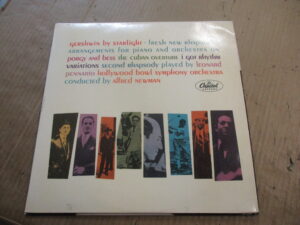 gershwin by starlight · fresh new rhapsodic
arrangements for piano and orchestra on
porgy and bess the cuban overture i got rhythm
variations second rhapsody played by leonard
pennario hollywood bowl symphony orchestra
conducted by alfred newman
Capitol